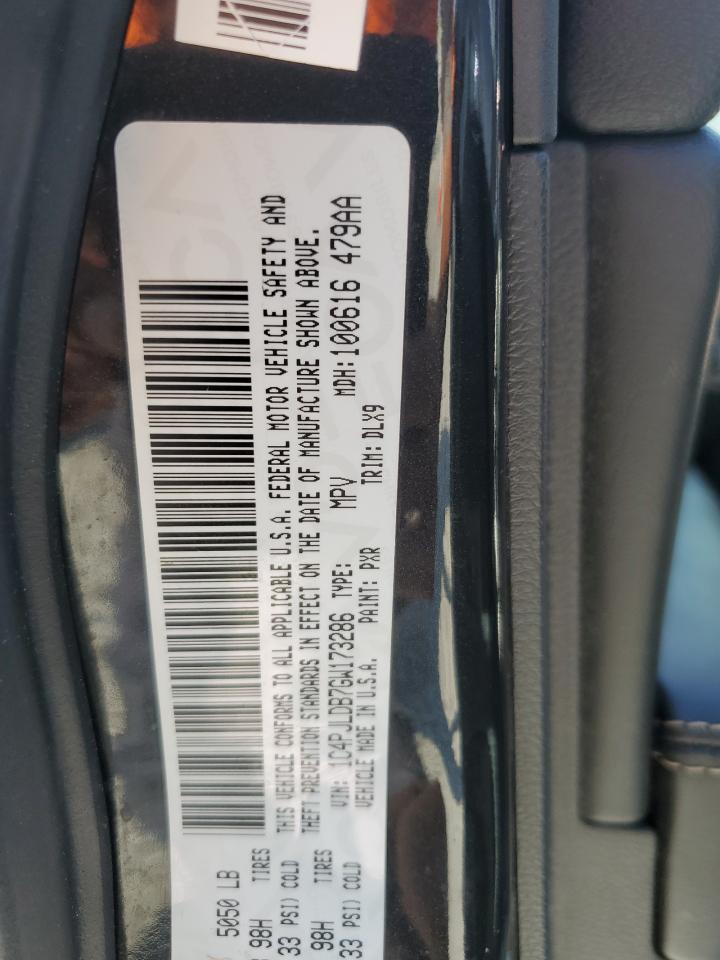 5050 LB
98H TIRES
33 PSI) COLD
98H TIRES
33 PSI) COLD
THIS VEHICLE CONFORMS TO ALL APPLICABLE U.S.A. FEDERAL MOTOR VEHICLE SAFETY AND
THEFT PREVENTION STANDARDS IN EFFECT ON THE DATE OF MANUFACTURE SHOWN ABOVE.
VIN: 1C4PJLDB7GW173286 TYPE: MPV MDH:100616 479AA
VEHICLE MADE IN U.S.A. PAINT: PXR TRIM: DLX9